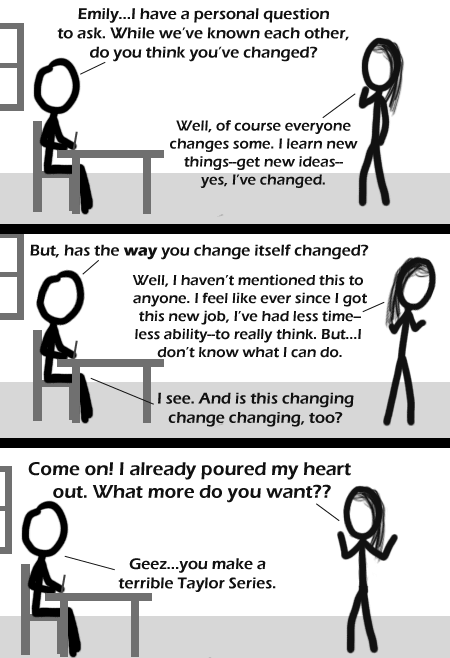 Emily...I have a personal question
to ask. While we've known each other,
do you think you've changed?
Well, of course everyone
changes some. I learn new
things--get new ideas--
yes, I've changed.
But, has the way you change itself changed?
Well, I haven't mentioned this to
anyone. I feel like ever since I got
this new job, I've had less time--
less ability--to really think. But...I
don't know what I can do.
I see. And is this changing
change changing, too?
Come on! I already poured my heart
out. What more do you want??
Geez...you make a
terrible Taylor Series.